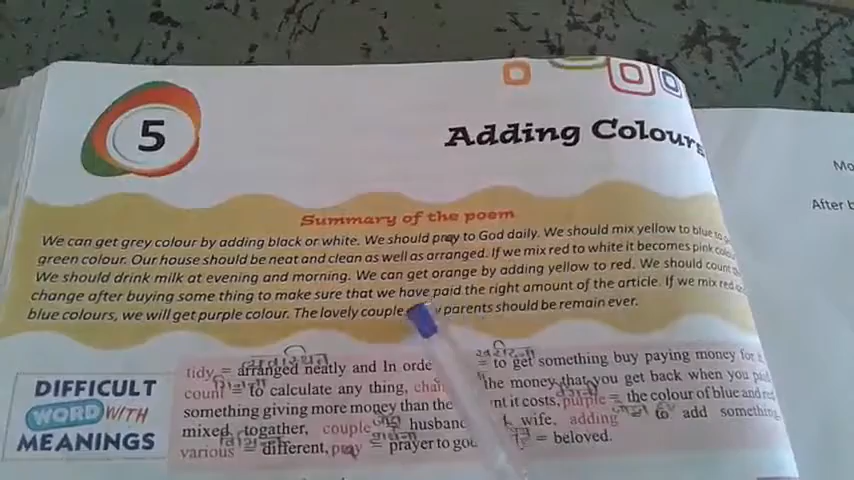 5
Adding Colours
Summary of the poem
We can get grey colour by adding black or white. We should pray to God daily. We should mix yellow to blue to
green colour. Our house should be neat and clean as well as arranged. If we mix red to white it becomes pink
We should drink milk at evening and morning. We can get orange by adding yellow to red. We should count
change after buying some thing to make sure that we have paid the right amount of the article. If we mix red
blue colours, we will get purple colour. The lovely couple parents should be remain ever.
Mo
After b
DIFFICULT
WORD WITH
MEANINGS
tidy = arranged neatly and In = to get something buy paying money for
count = to calculate any thing, the money that you get back when you
something giving more money than the it costs, purple = the colour of blue and red
mixed together, couple = wife, adding = to add something
various = different, pray = prayer to = beloved.
व्यवस्थित
खरीदना
गिनना